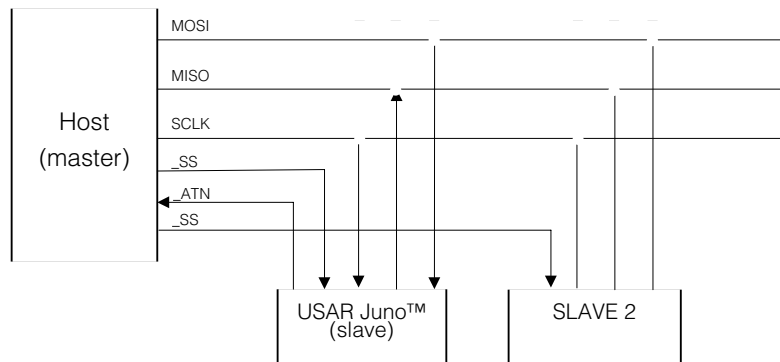 MOSI
MISO
Host
(master)
SCLK
_SS
_ATN
_SS
USAR Juno™
(slave)
SLAVE 2